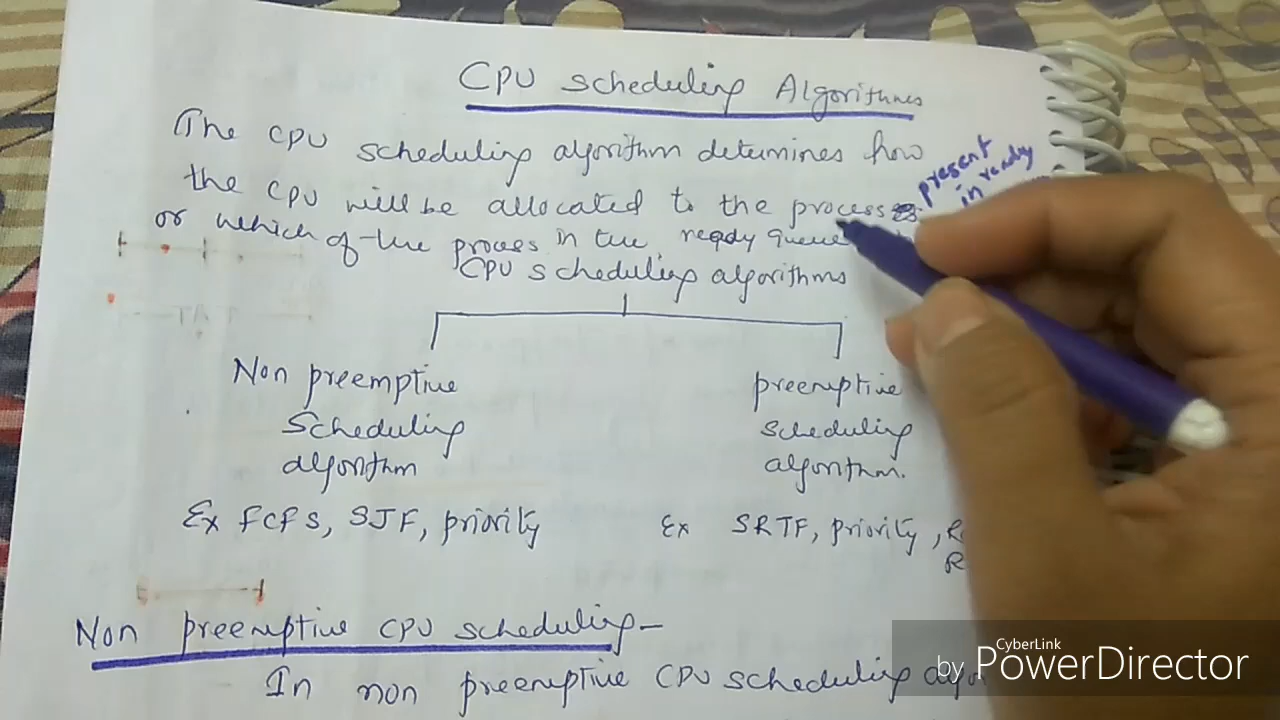 CPU scheduling Algorithms
The CPU scheduling algorithm determines how
the CPU will be allocated to the process
present
in ready
or which of the process in the ready queue
CPU scheduling algorithms
Non preemptive
Scheduling
algorithm
preemptive
scheduling
algorithm.
Ex FCFS, SJF, priority
Ex SRTF, priority,
Non preemptive CPU scheduling-
In non preemptive CPU scheduling
CyberLink
by PowerDirector